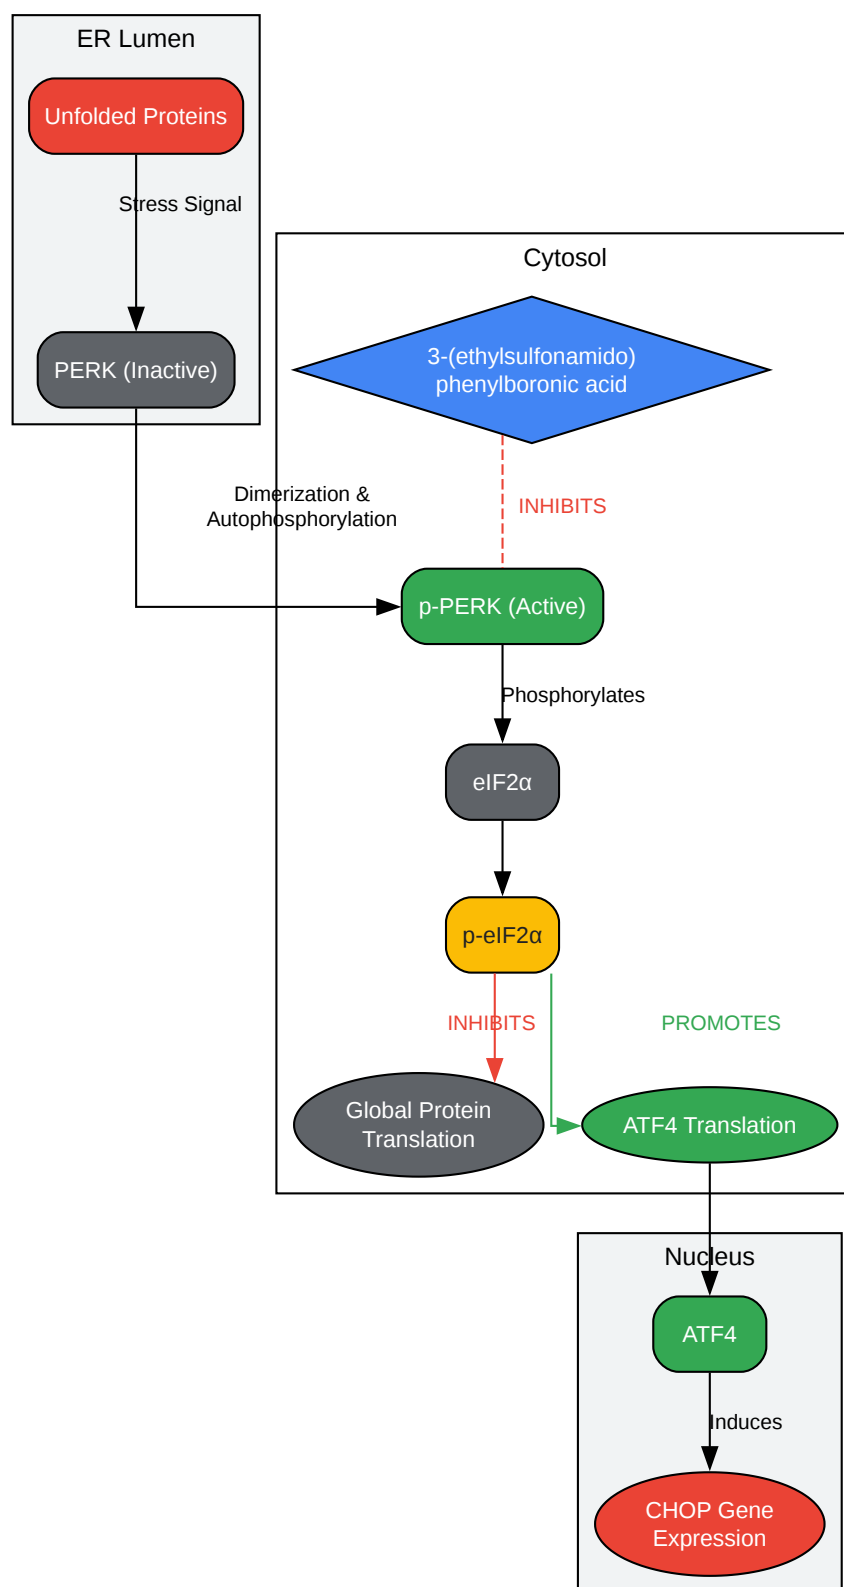 ER Lumen
Unfolded Proteins
Stress Signal
PERK (Inactive)
Cytosol
3-(ethylsulfonamido)
phenylboronic acid
Dimerization &
Autophosphorylation
INHIBITS
p-PERK (Active)
Phosphorylates
eIF2α
p-eIF2α
INHIBITS
PROMOTES
Global Protein
Translation
ATF4 Translation
Nucleus
ATF4
Induces
CHOP Gene
Expression